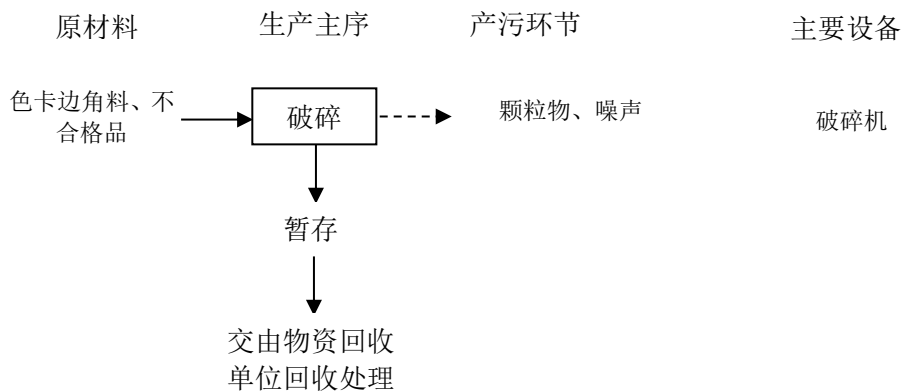 原材料 生产主序 产污环节 主要设备
色卡边角料、不
合格品
破碎
颗粒物、噪声
破碎机
暂存
交由物资回收
单位回收处理